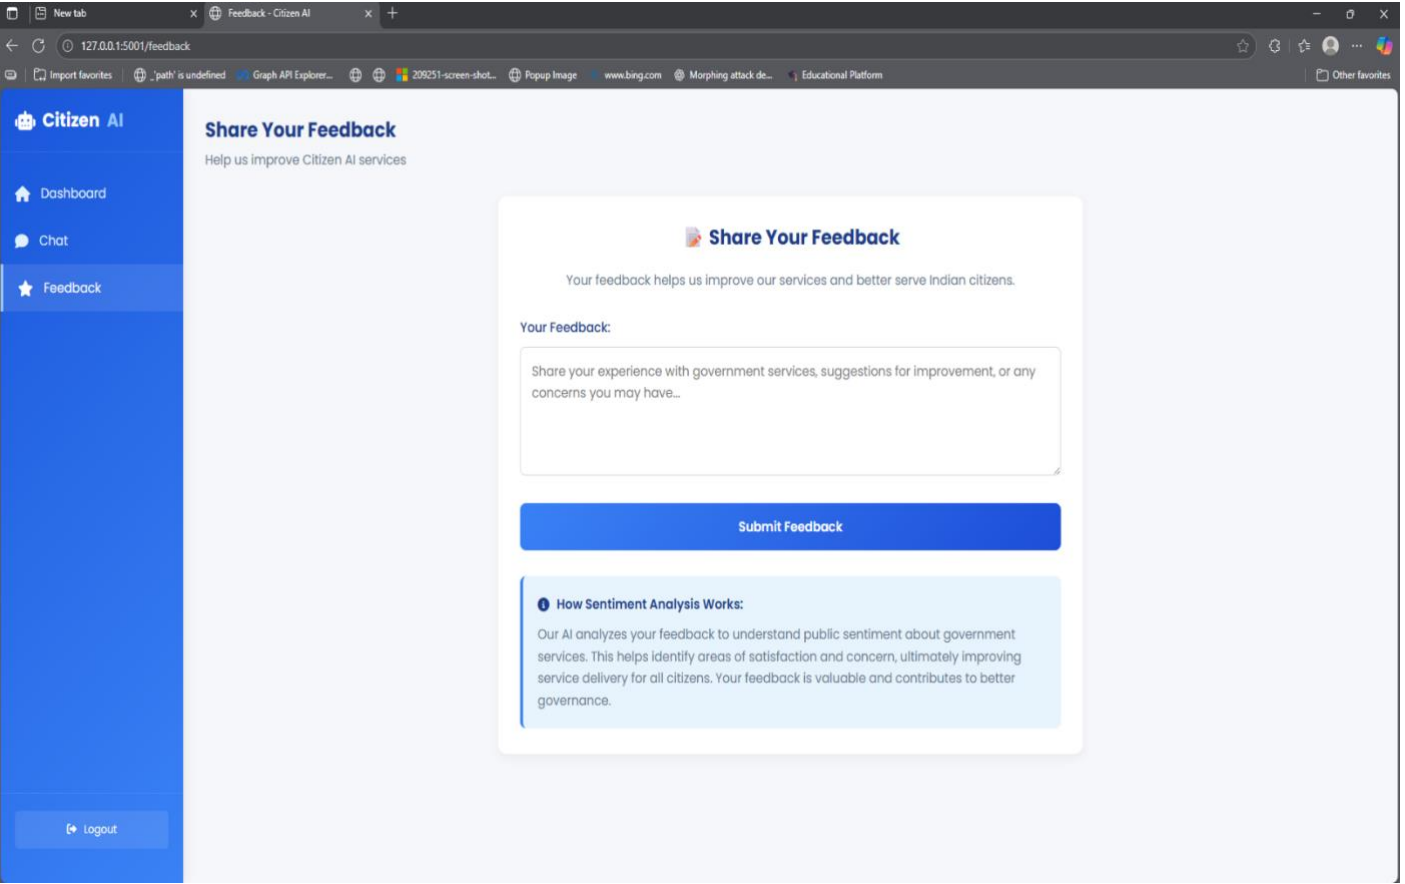 New tab
Feedback - Citizen AI
127.0.0.1:5001/feedback
Import favorites
_'path' is undefined
Graph API Explorer...
209251-screen-shot...
Popup Image
www.bing.com
Morphing attack de...
Educational Platform
Other favorites
Citizen AI
Dashboard
Chat
Feedback
Logout
Share Your Feedback
Help us improve Citizen AI services
Share Your Feedback
Your feedback helps us improve our services and better serve Indian citizens.
Your Feedback:
Share your experience with government services, suggestions for improvement, or any
concerns you may have...
Submit Feedback
How Sentiment Analysis Works:
Our AI analyzes your feedback to understand public sentiment about government
services. This helps identify areas of satisfaction and concern, ultimately improving
service delivery for all citizens. Your feedback is valuable and contributes to better
governance.